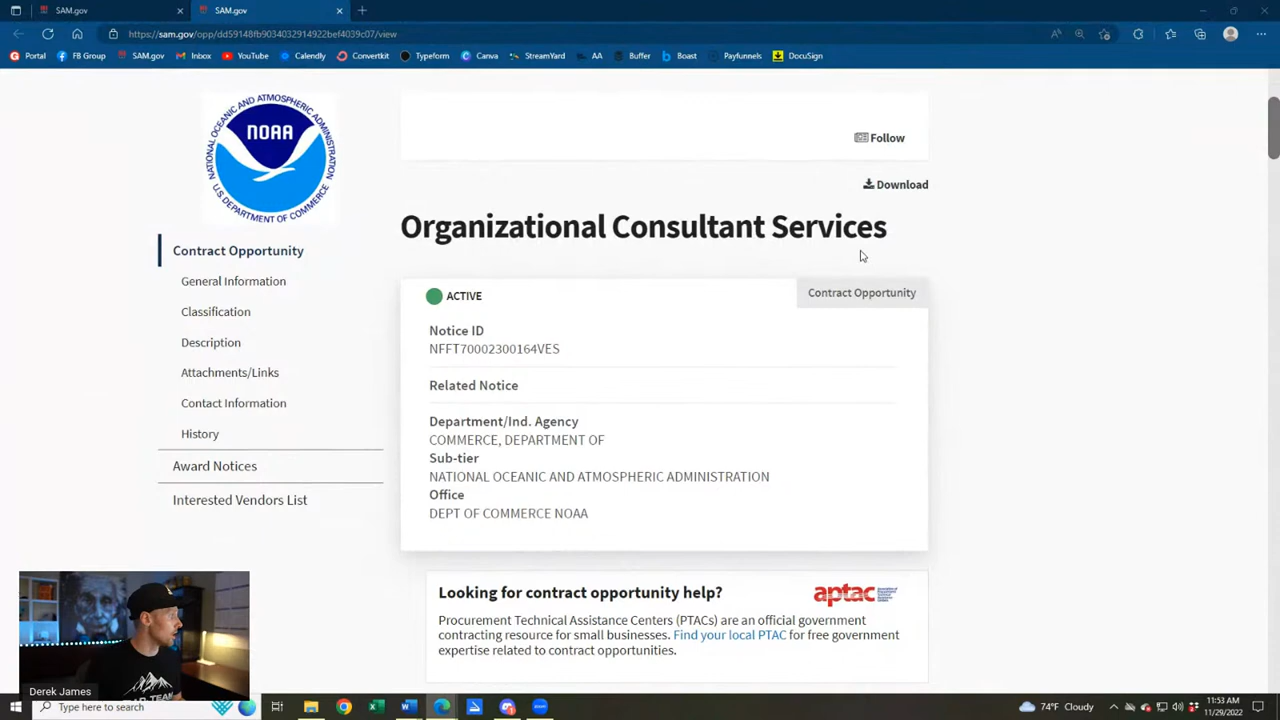 SAM.gov
SAM.gov
https://sam.gov/opp/dd59148fb9034032914922bef4039c07/view
Portal
FB Group
SAM.gov
Inbox
YouTube
Calendly
Convertkit
Typeform
Canva
StreamYard
AA
Buffer
Boast
Payfunnels
DocuSign
NATIONAL OCEANIC AND ATMOSPHERIC ADMINISTRATION
NOAA
U.S. DEPARTMENT OF COMMERCE
Follow
Download
Organizational Consultant Services
Contract Opportunity
General Information
Classification
Description
Attachments/Links
Contact Information
History
Award Notices
Interested Vendors List
ACTIVE
Contract Opportunity
Notice ID
NFFT70002300164VES
Related Notice
Department/Ind. Agency
COMMERCE, DEPARTMENT OF
Sub-tier
NATIONAL OCEANIC AND ATMOSPHERIC ADMINISTRATION
Office
DEPT OF COMMERCE NOAA
Looking for contract opportunity help?
aptac
Procurement Technical Assistance Centers (PTACs) are an official government
contracting resource for small businesses. Find your local PTAC for free government
expertise related to contract opportunities.
Derek James
Type here to search
74°F Cloudy
11:53 AM
11/29/2022